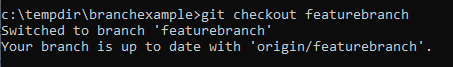 c:\tempdir\branchexample>git checkout featurebranch
Switched to branch 'featurebranch'
Your branch is up to date with 'origin/featurebranch'.